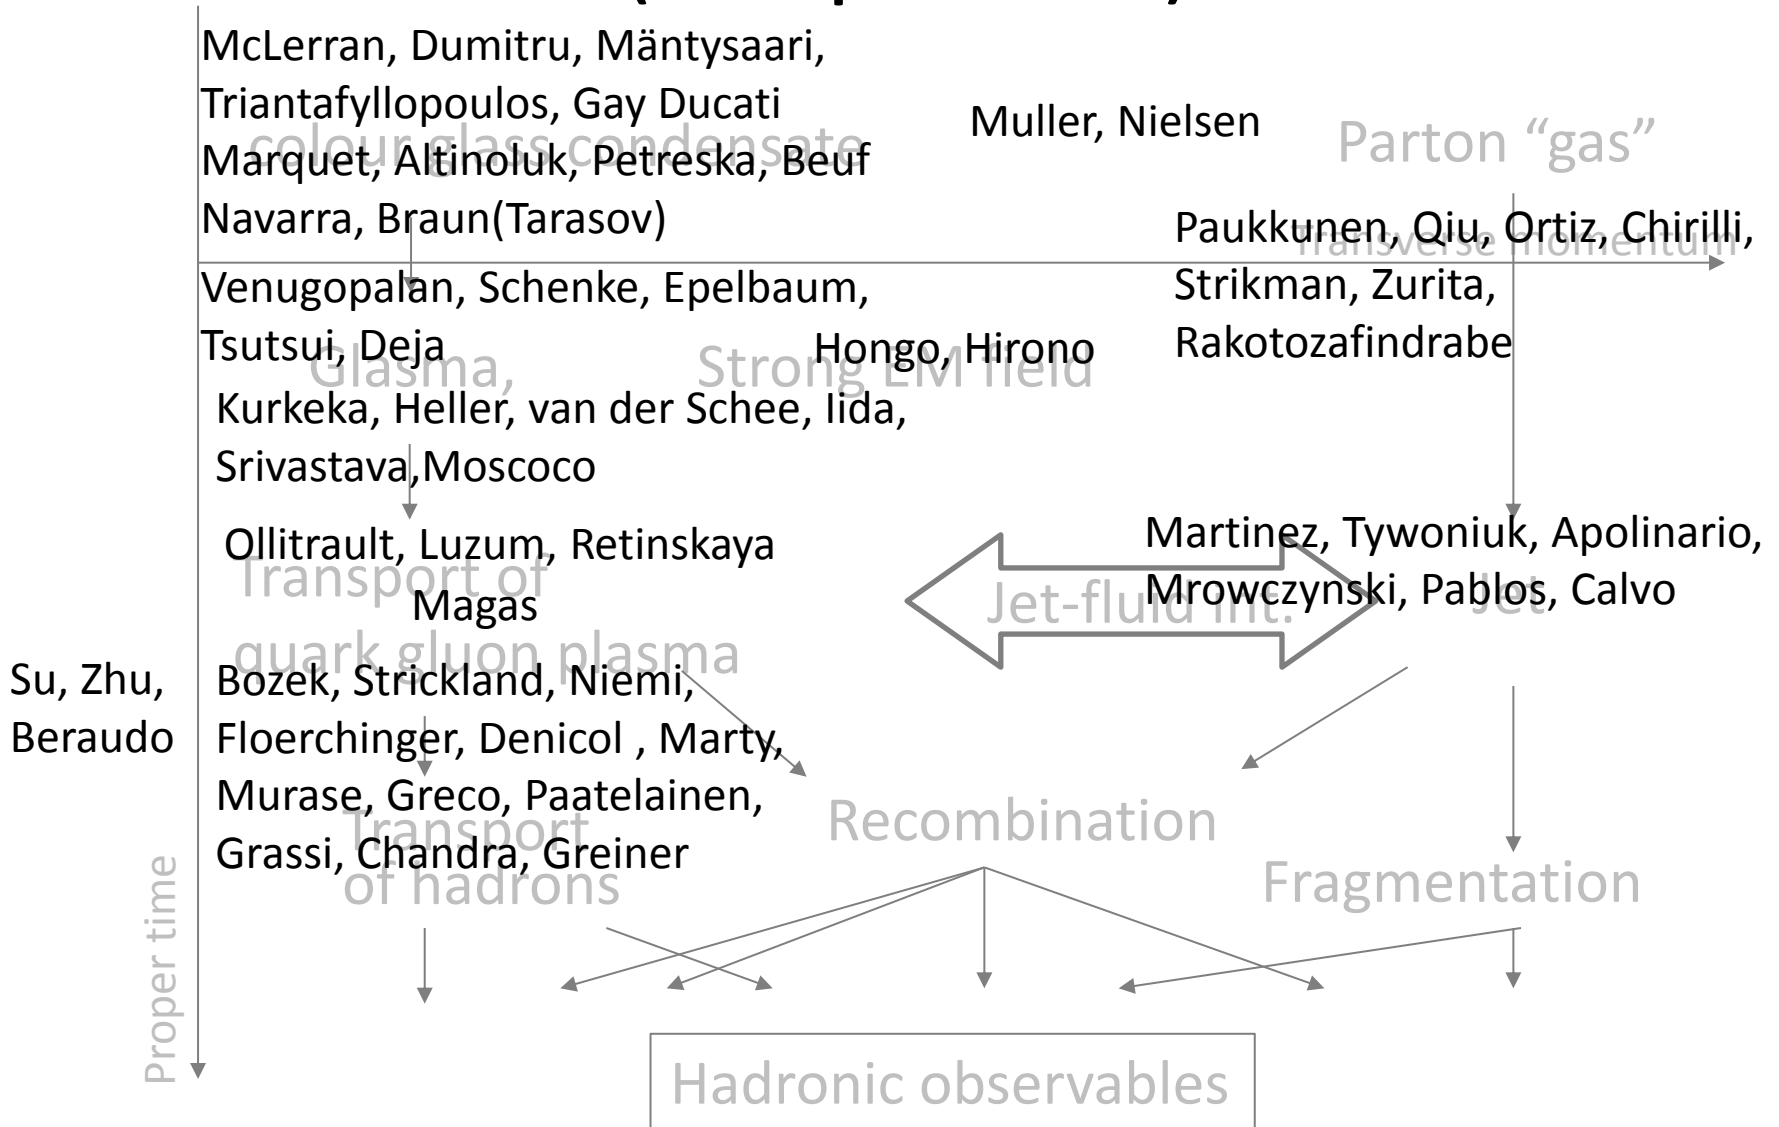 McLerran, Dumitru, Mäntysaari,
Triantafyllopoulos, Gay Ducati
colour glass condensate
Marquet, Altinoluk, Petreska, Beuf
Navarra, Braun(Tarasov)
Muller, Nielsen
Parton “gas”
Paukkunen, Qiu, Ortiz, Chirilli,
Transverse momentum
Strikman, Zurita,
Rakotozafindrabe
Venugopalan, Schenke, Epelbaum,
Tsutsui, Deja
Glasma,
Strong EM field
Hongo, Hirono
Kurkeka, Heller, van der Schee, Iida,
Srivastava,Moscoco
Ollitrault, Luzum, Retinskaya
Transport of
Magas
quark gluon plasma
Jet-fluid int.
Martinez, Tywoniuk, Apolinario,
Mrowczynski, Pablos, Calvo
Jet
Su, Zhu,
Beraudo
Bozek, Strickland, Niemi,
Floerchinger, Denicol , Marty,
Murase, Greco, Paatelainen,
Grassi, Chandra, Greiner
Transport
of hadrons
Recombination
Fragmentation
Proper time
Hadronic observables